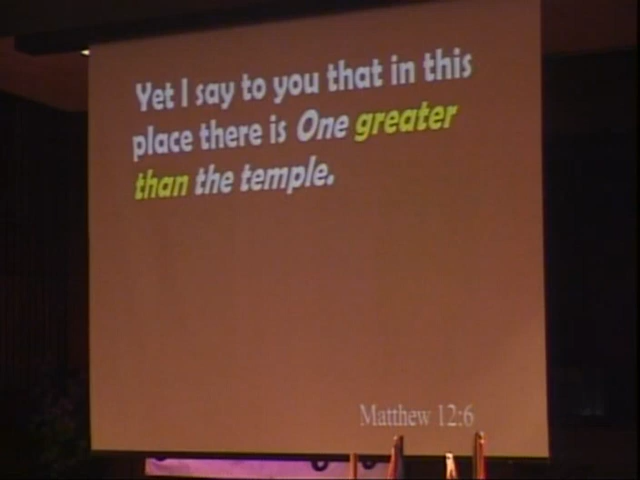 Yet I say to you that in this
place there is One greater
than the temple.
Matthew 12:6